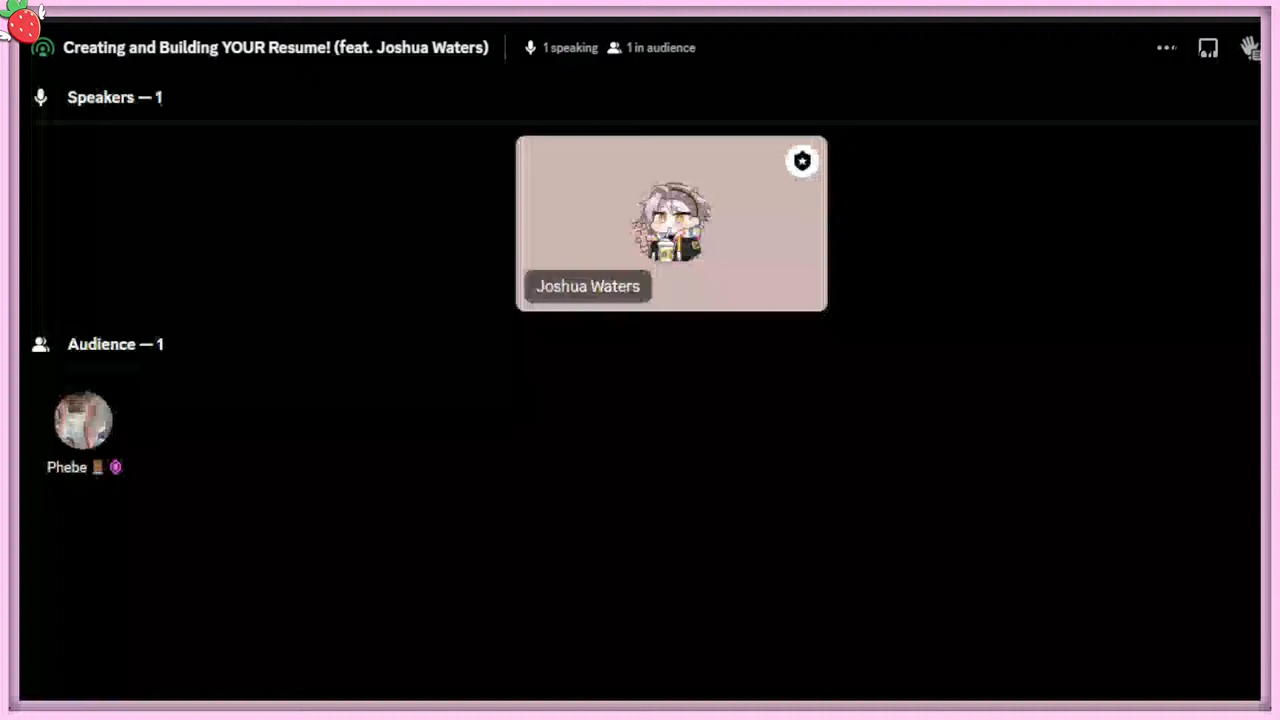 Creating and Building YOUR Resume! (feat. Joshua Waters)
1 speaking
1 in audience
Speakers — 1
Joshua Waters
Audience — 1
Phebe